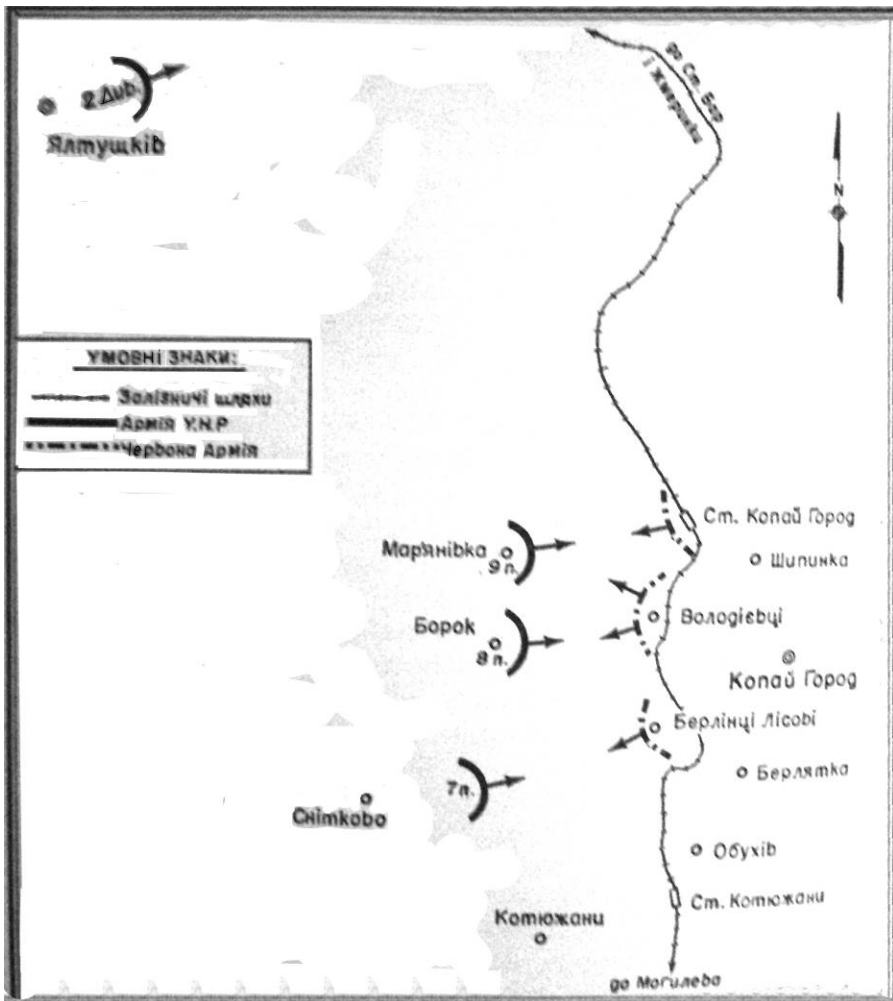 до Ст. Бар
і Жмеринки
2 Див.
Ялтушків
N
УМОВНІ ЗНАКИ:
Залізничі шляхи
Армія У.Н.Р
Червона Армія
Ст. Копай Город
Мар'янівка
9 п.
Шипинка
Борок
8 п.
Володієвці
Копай Город
Берлінці Лісові
7 п.
Берлятка
Снітково
Обухів
Ст. Котюжани
Котюжани
до Могилева